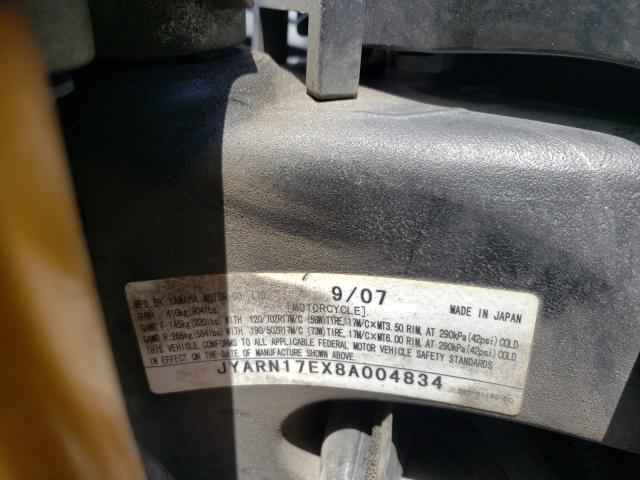 MFD. BY YAMAHA MOTOR CO. LTD. 9/07
GVWR 410kg(904lbs) [MOTORCYCLE] MADE IN JAPAN
GAWR F:145kg(320lbs) WITH 120/70ZR17M/C (58W)TIRE, 17M/C×MT3.50 RIM, AT 290kPa(42psi)COLD
GAWR R:265kg(584lbs) WITH 190/50ZR17M/C (73W)TIRE, 17M/C×MT6.00 RIM, AT 290kPa(42psi)COLD
THIS VEHICLE CONFORMS TO ALL APPLICABLE FEDERAL MOTOR VEHICLE SAFETY STANDARDS
IN EFFECT ON THE DATE OF MANUFACTURE SHOWN ABOVE.
JYARN17EX8A004834